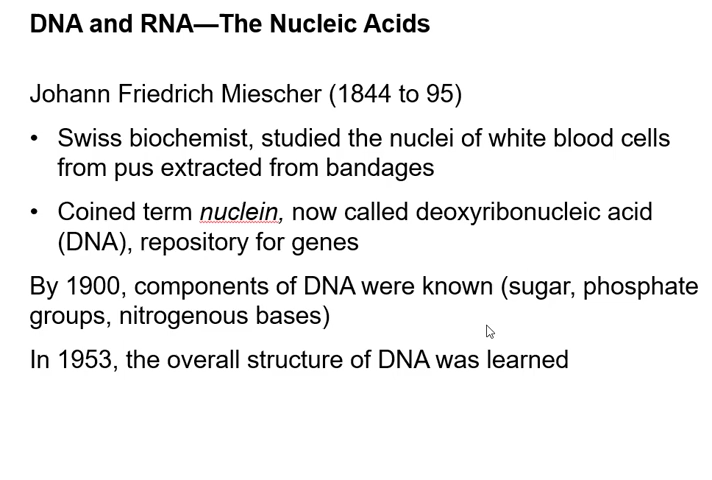 DNA and RNA—The Nucleic Acids
Johann Friedrich Miescher (1844 to 95)
• Swiss biochemist, studied the nuclei of white blood cells
from pus extracted from bandages
• Coined term nuclein, now called deoxyribonucleic acid
(DNA), repository for genes
By 1900, components of DNA were known (sugar, phosphate
groups, nitrogenous bases)
In 1953, the overall structure of DNA was learned